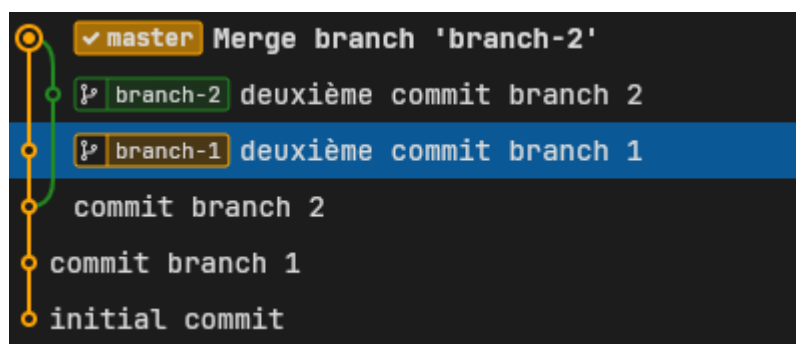 master Merge branch 'branch-2'
branch-2 deuxième commit branch 2
branch-1 deuxième commit branch 1
commit branch 2
commit branch 1
initial commit